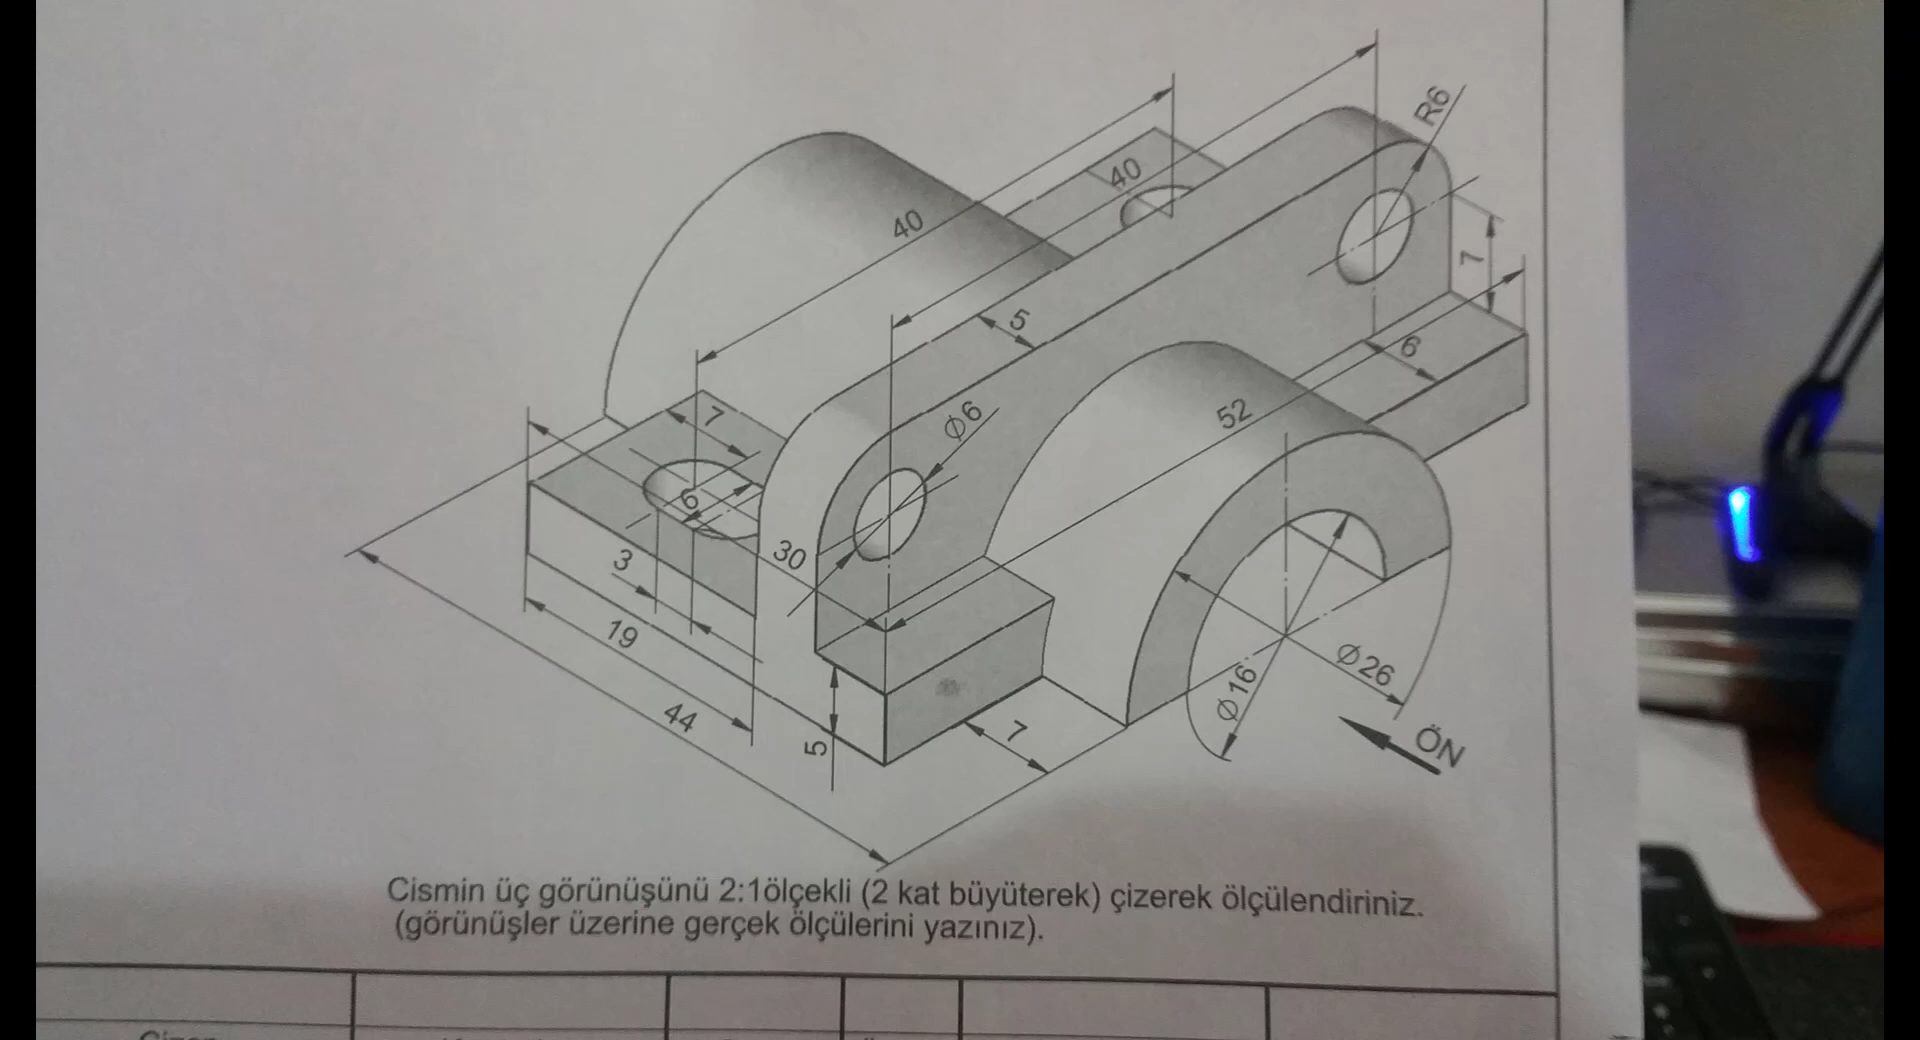 R6
40
40
7
5
6
7
Ø6
52
6
30
3
19
44
5
7
Ø16
Ø26
ÖN
Cismin üç görünüşünü 2:1ölçekli (2 kat büyüterek) çizerek ölçülendiriniz.
(görünüşler üzerine gerçek ölçülerini yazınız).